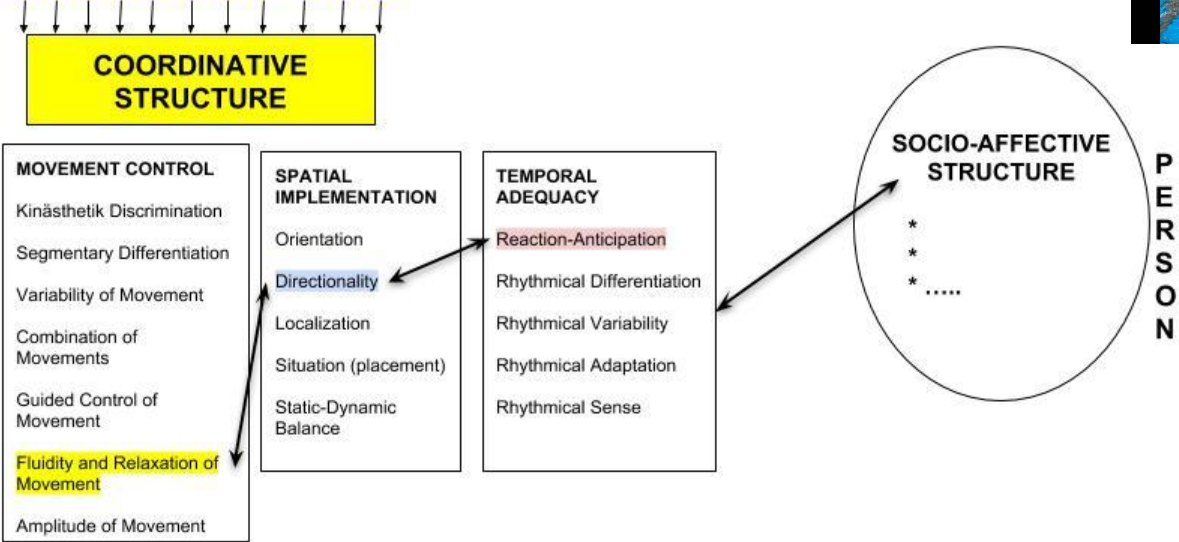 COORDINATIVE
STRUCTURE
MOVEMENT CONTROL
Kinästhetik Discrimination
Segmentary Differentiation
Variability of Movement
Combination of
Movements
Guided Control of
Movement
Fluidity and Relaxation of
Movement
Amplitude of Movement
SPATIAL
IMPLEMENTATION
Orientation
Directionality
Localization
Situation (placement)
Static-Dynamic
Balance
TEMPORAL
ADEQUACY
Reaction-Anticipation
Rhythmical Differentiation
Rhythmical Variability
Rhythmical Adaptation
Rhythmical Sense
SOCIO-AFFECTIVE
STRUCTURE
*
*
* .....
PERSON